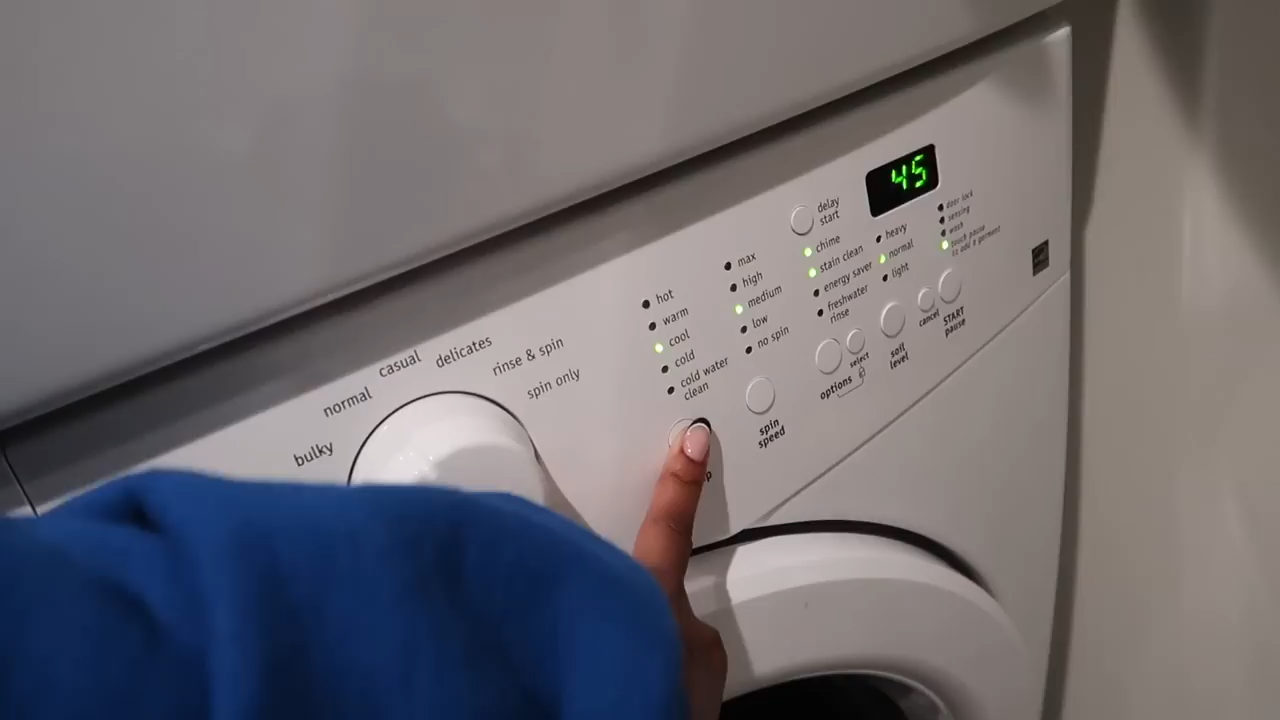 bulky
normal
casual
delicates
rinse & spin
spin only
hot
warm
cool
cold
cold water
clean
max
high
medium
low
no spin
spin
speed
delay
start
chime
stain clean
energy saver
freshwater
rinse
options
select
heavy
normal
light
soil
level
45
door lock
sensing
wash
touch pause
to add a garment
cancel
START
pause